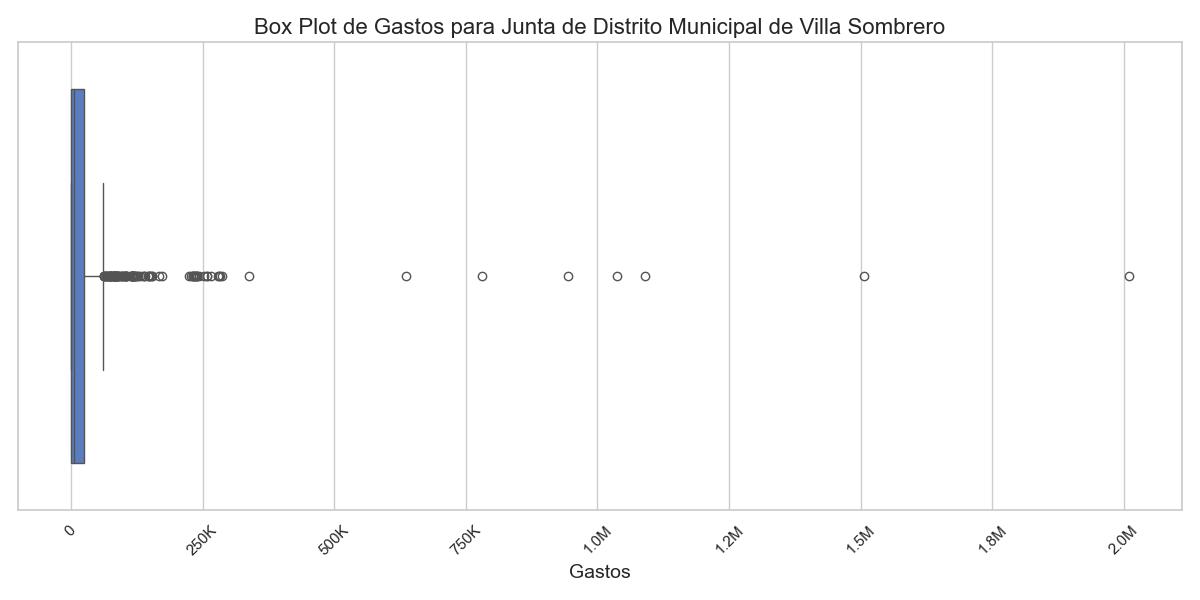 Box Plot de Gastos para Junta de Distrito Municipal de Villa Sombrero
0
250K
500K
750K
1.0M
1.2M
1.5M
1.8M
2.0M
Gastos